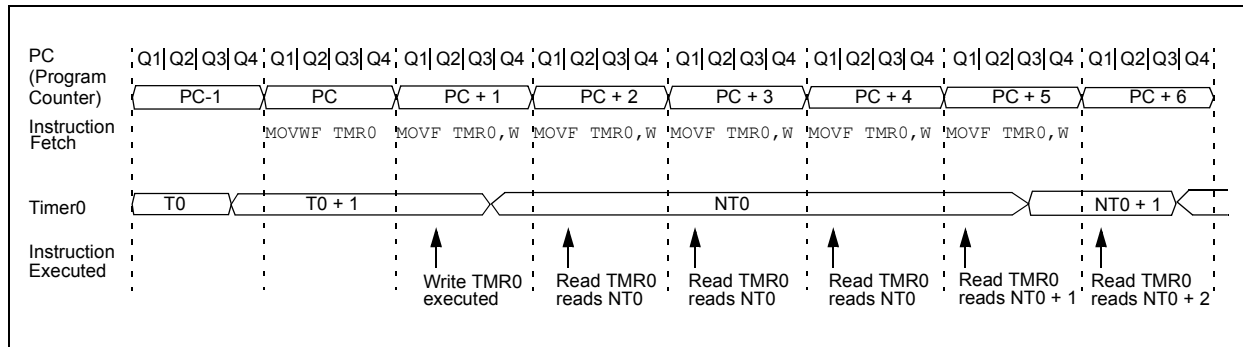 PC (Program Counter)
Q1 Q2 Q3 Q4 Q1 Q2 Q3 Q4 Q1 Q2 Q3 Q4 Q1 Q2 Q3 Q4 Q1 Q2 Q3 Q4 Q1 Q2 Q3 Q4 Q1 Q2 Q3 Q4 Q1 Q2 Q3 Q4
PC-1 PC PC + 1 PC + 2 PC + 3 PC + 4 PC + 5 PC + 6
Instruction Fetch
MOVWF TMR0 MOVF TMR0,W MOVF TMR0,W MOVF TMR0,W MOVF TMR0,W MOVF TMR0,W
Timer0
T0 T0 + 1 NT0 NT0 + 1
Instruction Executed
Write TMR0 executed
Read TMR0 reads NT0
Read TMR0 reads NT0
Read TMR0 reads NT0
Read TMR0 reads NT0 + 1
Read TMR0 reads NT0 + 2